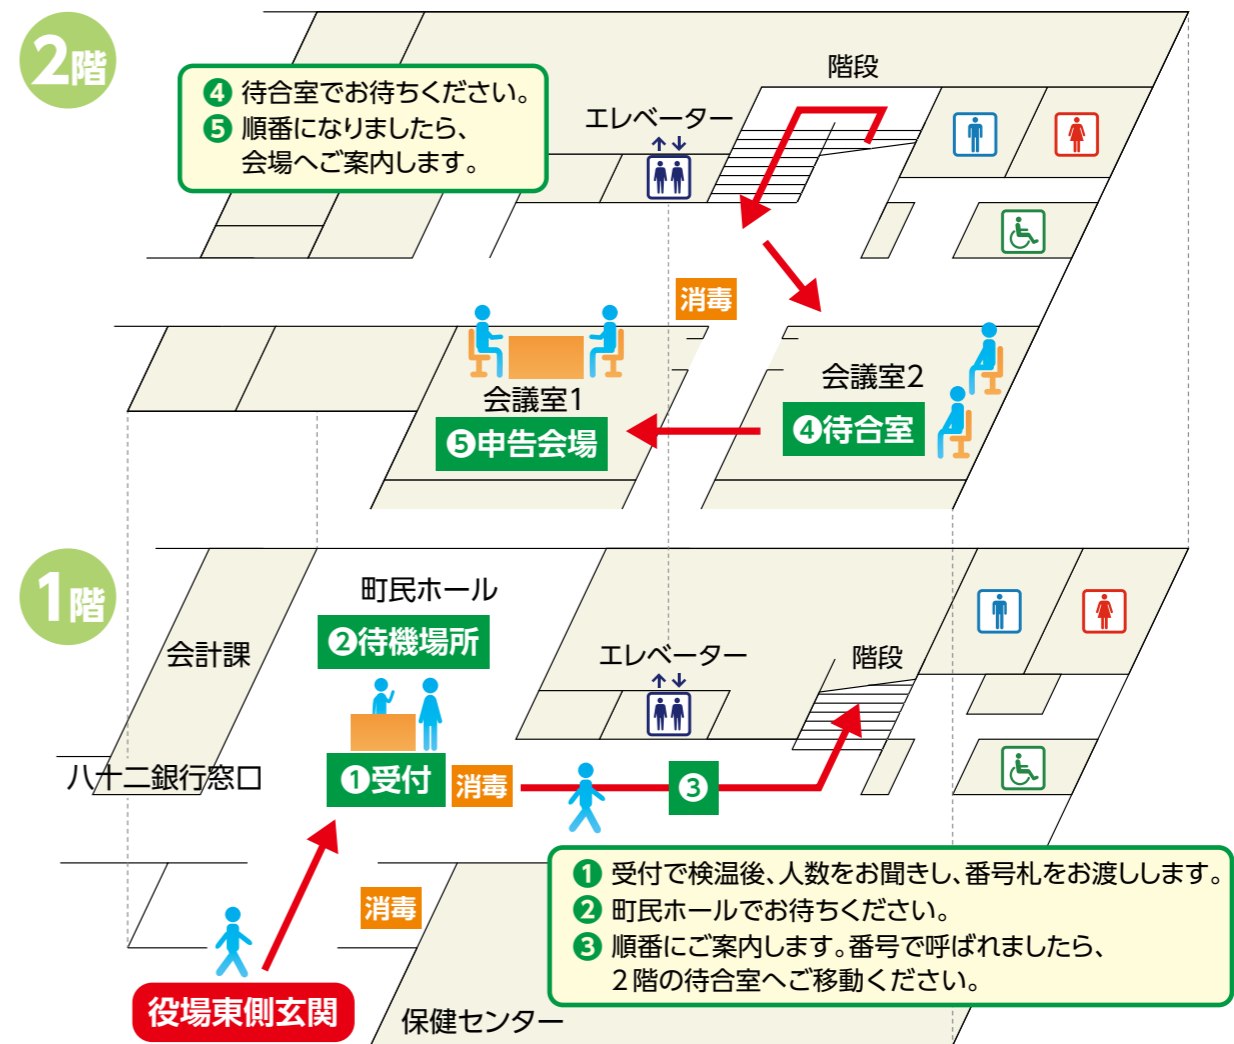 2階
❹ 待合室でお待ちください。
❺ 順番になりましたら、
会場へご案内します。
階段
エレベーター
消毒
会議室1
❺申告会場
会議室2
❹待合室
1階
町民ホール
❷待機場所
会計課
エレベーター
階段
八十二銀行窓口
❶受付
消毒
❸
消毒
役場東側玄関
保健センター
❶ 受付で検温後、人数をお聞きし、番号札をお渡しします。
❷ 町民ホールでお待ちください。
❸ 順番にご案内します。番号で呼ばれましたら、
2階の待合室へご移動ください。